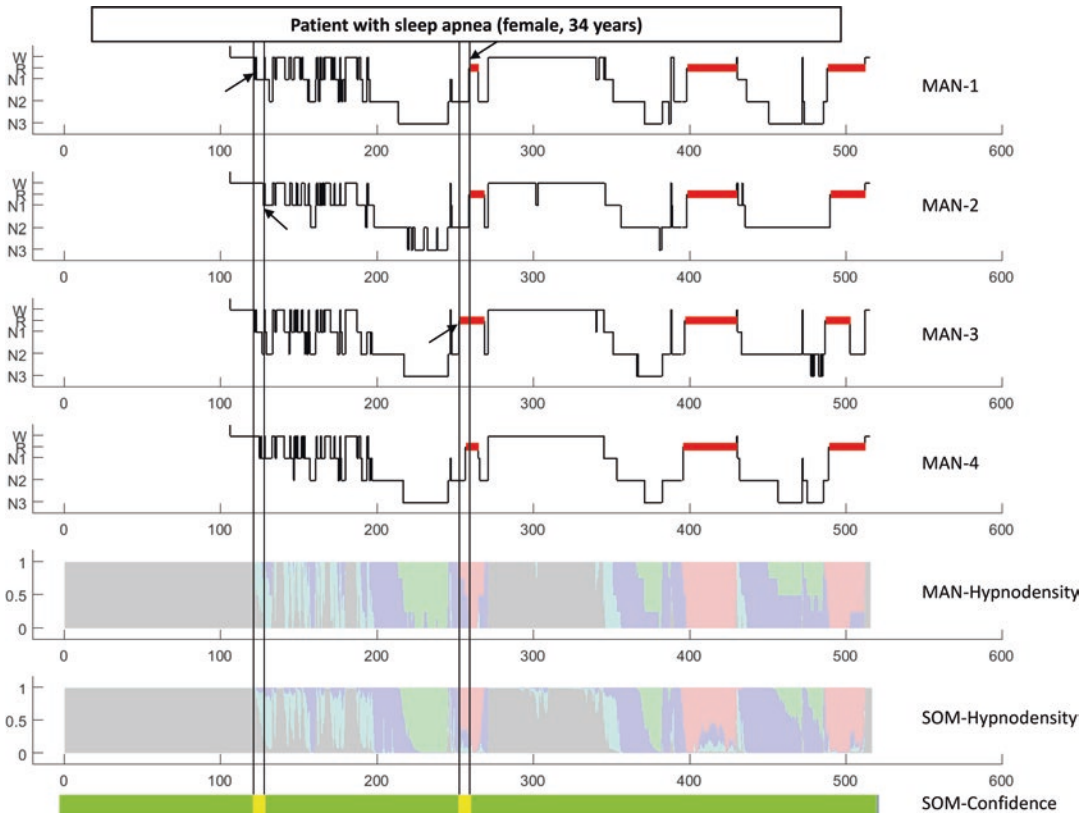 Patient with sleep apnea (female, 34 years)
W
R
N1
N2
N3
MAN-1
0 100 200 300 400 500 600
W
R
N1
N2
N3
MAN-2
0 100 200 300 400 500 600
W
R
N1
N2
N3
MAN-3
0 100 200 300 400 500 600
W
R
N1
N2
N3
MAN-4
0 100 200 300 400 500 600
1
0.5
0
MAN-Hypnodensity
0 100 200 300 400 500 600
1
0.5
0
SOM-Hypnodensity
0 100 200 300 400 500 600
SOM-Confidence